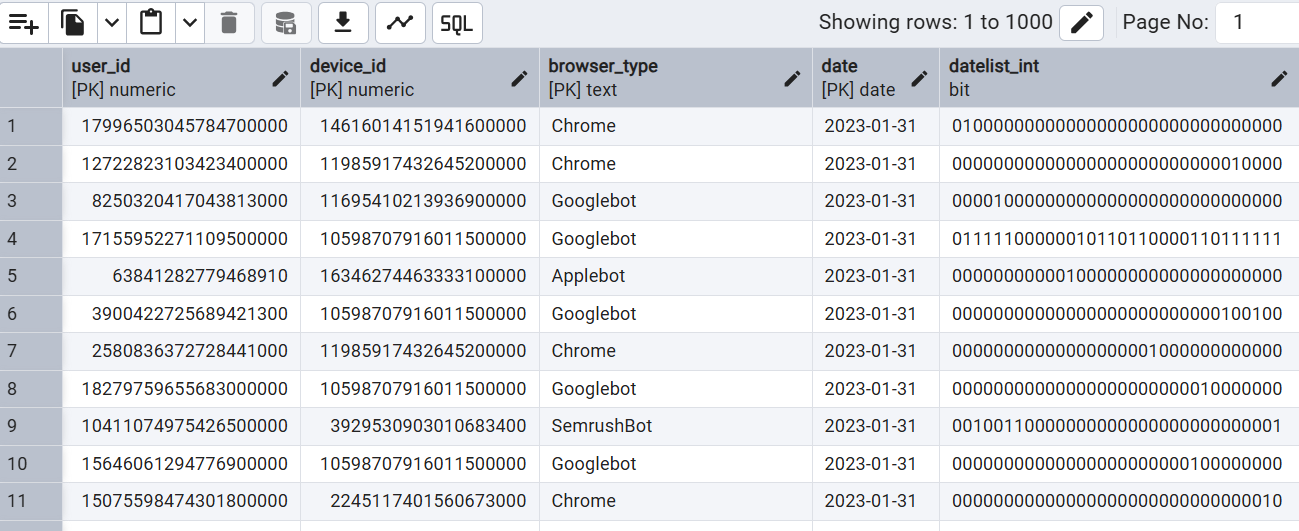 Showing rows: 1 to 1000 Page No: 1
SQL
user_id device_id browser_type date datelist_int
[PK] numeric [PK] numeric [PK] text [PK] date bit
1 17996503045784700000 14616014151941600000 Chrome 2023-01-31 01000000000000000000000000000000
2 12722823103423400000 11985917432645200000 Chrome 2023-01-31 00000000000000000000000000010000
3 8250320417043813000 11695410213936900000 Googlebot 2023-01-31 00001000000000000000000000000000
4 17155952271109500000 10598707916011500000 Googlebot 2023-01-31 01111100000010110110000110111111
5 63841282779468910 16346274463333100000 Applebot 2023-01-31 00000000000100000000000000000000
6 3900422725689421300 10598707916011500000 Googlebot 2023-01-31 00000000000000000000000000100100
7 2580836372728441000 11985917432645200000 Chrome 2023-01-31 00000000000000000001000000000000
8 18279759655683000000 10598707916011500000 Googlebot 2023-01-31 00000000000000000000000010000000
9 10411074975426500000 3929530903010683400 SemrushBot 2023-01-31 00100110000000000000000000000001
10 15646061294776900000 10598707916011500000 Googlebot 2023-01-31 00000000000000000000000100000000
11 15075598474301800000 2245117401560673000 Chrome 2023-01-31 00000000000000000000000000000010